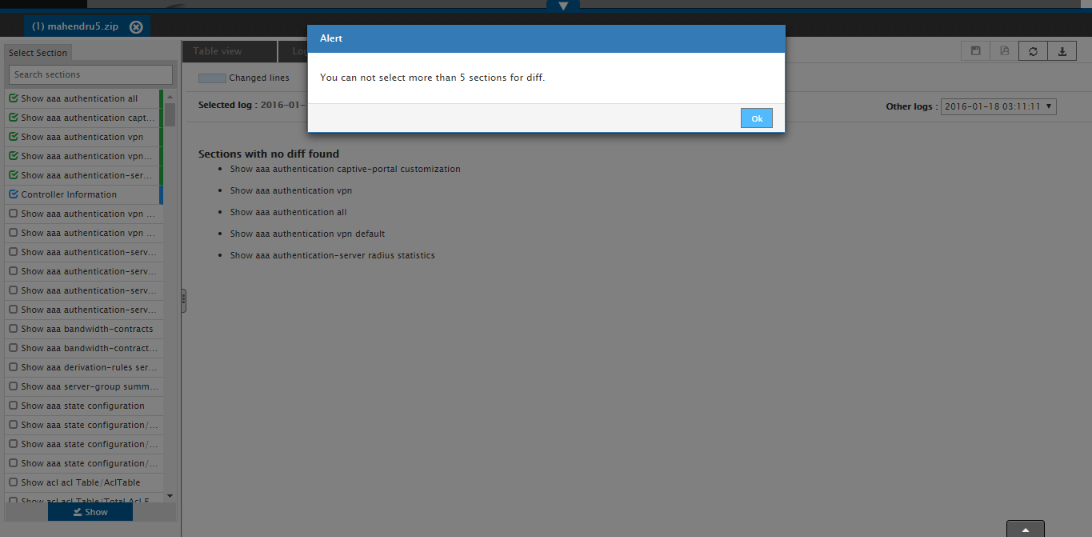 (1) mahendru5.zip
Alert
You can not select more than 5 sections for diff.
Ok
Select Section
Search sections
Show aaa authentication all
Show aaa authentication capt...
Show aaa authentication vpn
Show aaa authentication vpn...
Show aaa authentication-ser...
Controller Information
Show aaa authentication vpn ...
Show aaa authentication vpn ...
Show aaa authentication-serv...
Show aaa authentication-serv...
Show aaa authentication-serv...
Show aaa authentication-serv...
Show aaa bandwidth-contracts
Show aaa bandwidth-contract...
Show aaa derivation-rules ser...
Show aaa server-group summ...
Show aaa state configuration
Show aaa state configuration/...
Show aaa state configuration/...
Show aaa state configuration/...
Show acl acl Table/AclTable
Show acl acl Table/Total Acl E
Show
Table view
Lo
Changed lines
Selected log : 2016-01-
Other logs : 2016-01-18 03:11:11
Sections with no diff found
Show aaa authentication captive-portal customization
Show aaa authentication vpn
Show aaa authentication all
Show aaa authentication vpn default
Show aaa authentication-server radius statistics